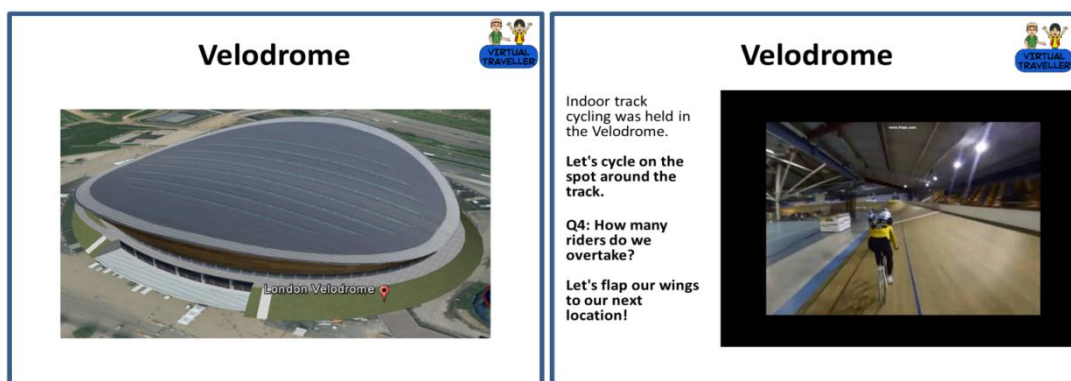 Velodrome
VIRTUAL
TRAVELLER
London Velodrome
Velodrome
VIRTUAL
TRAVELLER
Indoor track
cycling was held in
the Velodrome.
Let's cycle on the
spot around the
track.
Q4: How many
riders do we
overtake?
Let's flap our wings
to our next
location!